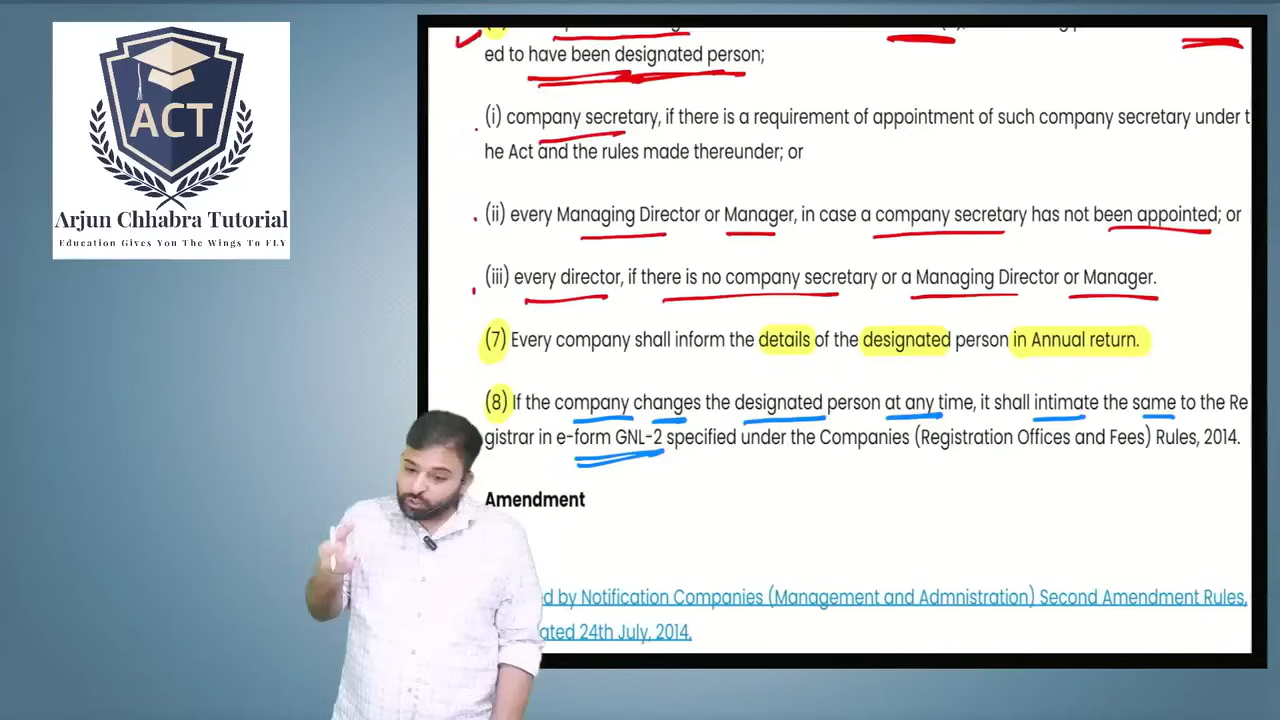 ACT
Arjun Chhabra Tutorial
Education Gives You The Wings To FLY
ed to have been designated person;
(i) company secretary, if there is a requirement of appointment of such company secretary under t
he Act and the rules made thereunder; or
(ii) every Managing Director or Manager, in case a company secretary has not been appointed; or
(iii) every director, if there is no company secretary or a Managing Director or Manager.
(7) Every company shall inform the details of the designated person in Annual return.
(8) If the company changes the designated person at any time, it shall intimate the same to the Re
gistrar in e-form GNL-2 specified under the Companies (Registration Offices and Fees) Rules, 2014.
Amendment
d by Notification Companies (Management and Admnistration) Second Amendment Rules,
ated 24th July, 2014.